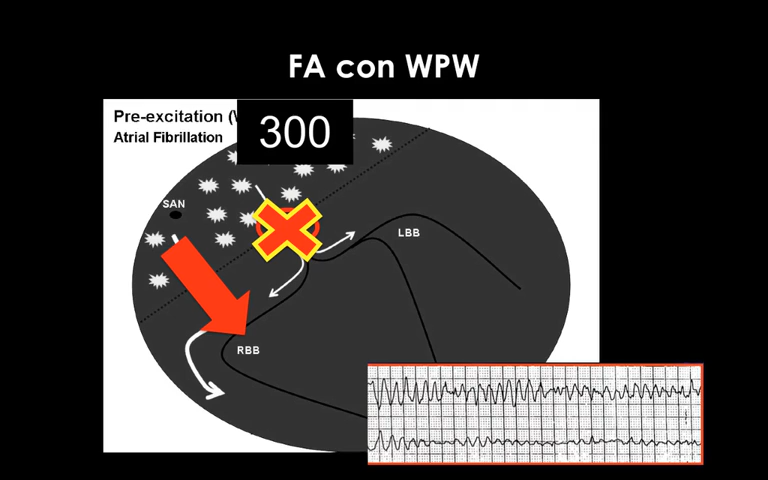 FA con WPW
Pre-excitation (
300
Atrial Fibrillation
SAN
LBB
RBB